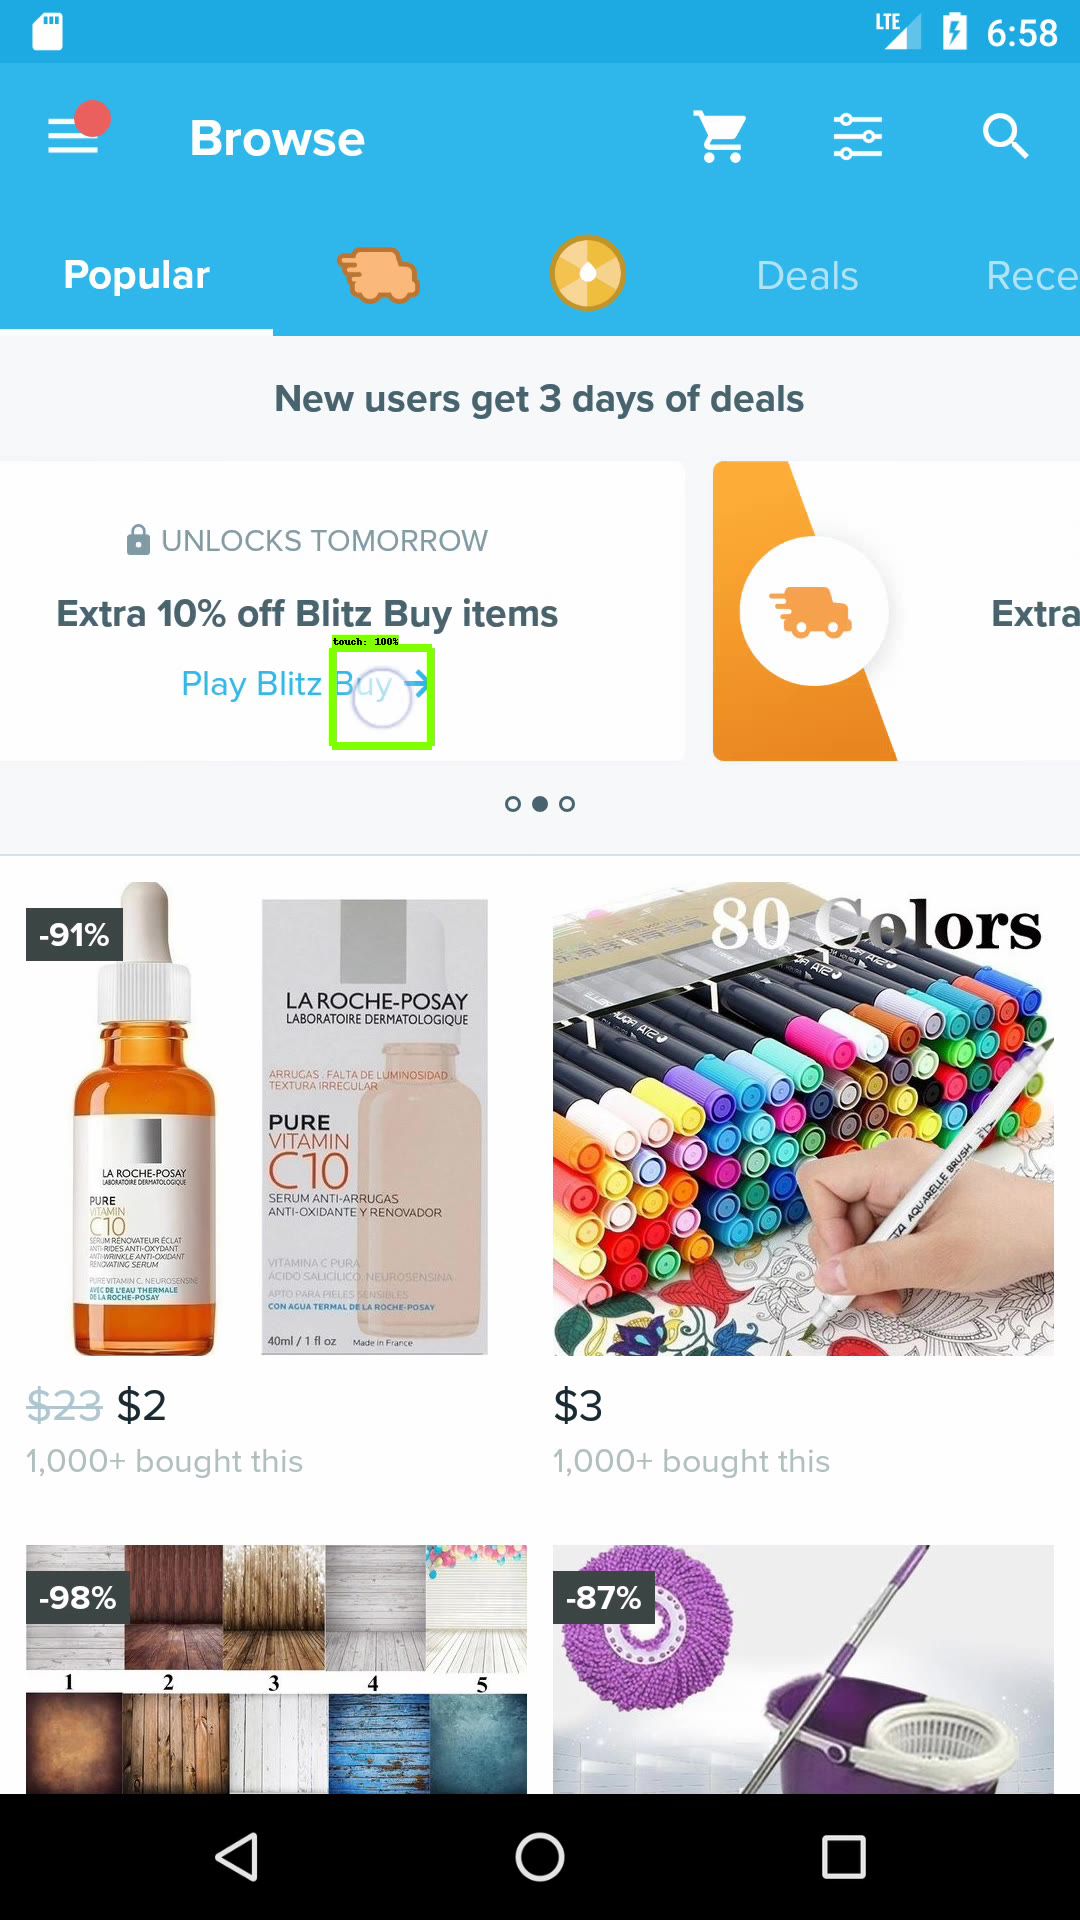 LTE 6:58
Browse
Popular Deals Rece
New users get 3 days of deals
UNLOCKS TOMORROW
Extra 10% off Blitz Buy items
Extra
touch: 100%
Play Blitz Buy →
-91%
LA ROCHE-POSAY
LABORATOIRE DERMATOLOGIQUE
ARRUGAS . FALTA DE LUMINOSIDAD
TEXTURA IRREGULAR
PURE
VITAMIN
C10
SERUM ANTI-ARRUGAS
ANTI-OXIDANTE Y RENOVADOR
VITAMINA C PURA
ÁCIDO SALICÍLICO. NEUROSENSINA
APTO PARA PIELES SENSIBLES
CON AGUA TERMAL DE LA ROCHE-POSAY
40ml / 1 fl oz Made in France
LA ROCHE-POSAY
LABORATOIRE DERMATOLOGIQUE
PURE
VITAMIN
C10
SERUM RENOVATEUR ÉCLAT
ANTI-RIDES ANTI-OXYDANT
ANTI-WRINKLE ANTI-OXIDANT
RENOVATING SERUM
PURE VITAMIN C. NEUROSENSINE
AVEC DE L'EAU THERMALE
DE LA ROCHE-POSAY
80 Colors
AQUARELLE BRUSH
$23 $2
1,000+ bought this
$3
1,000+ bought this
-98%
1 2 3 4 5
-87%